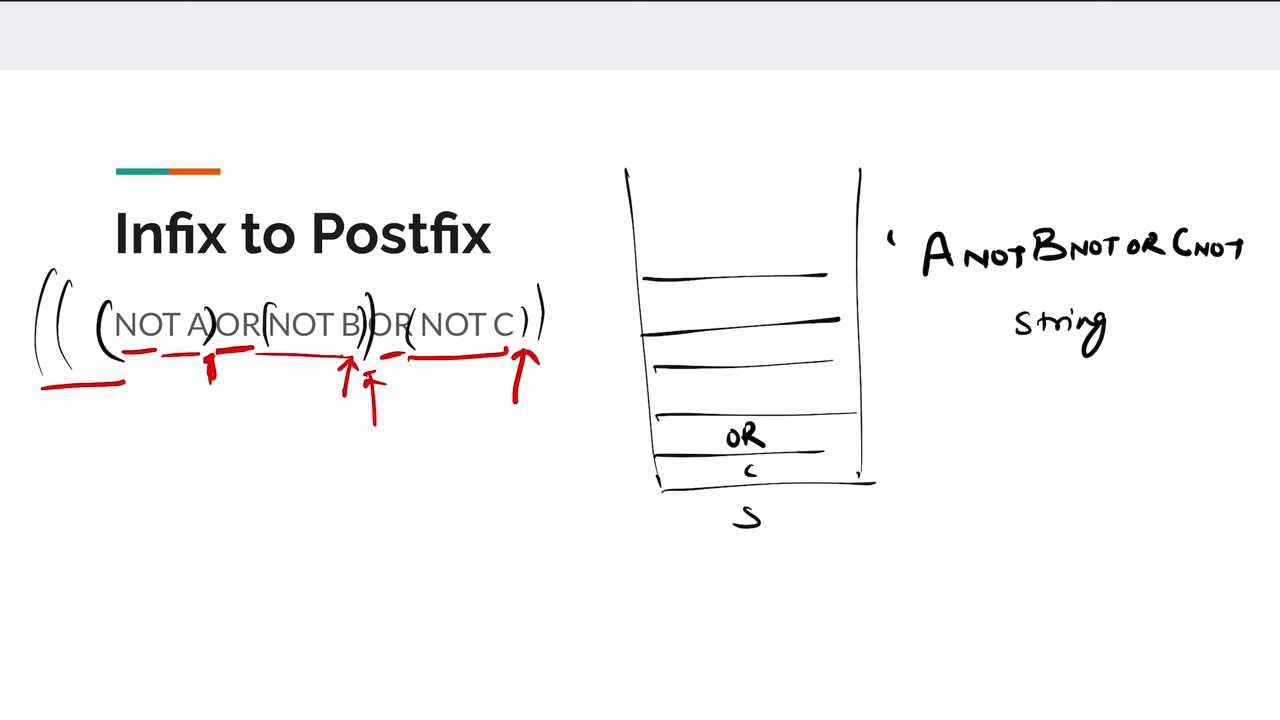 Infix to Postfix
(((NOT A)OR(NOT B))OR(NOT C))
OR
(
S
' A NOT B NOT OR C NOT
string